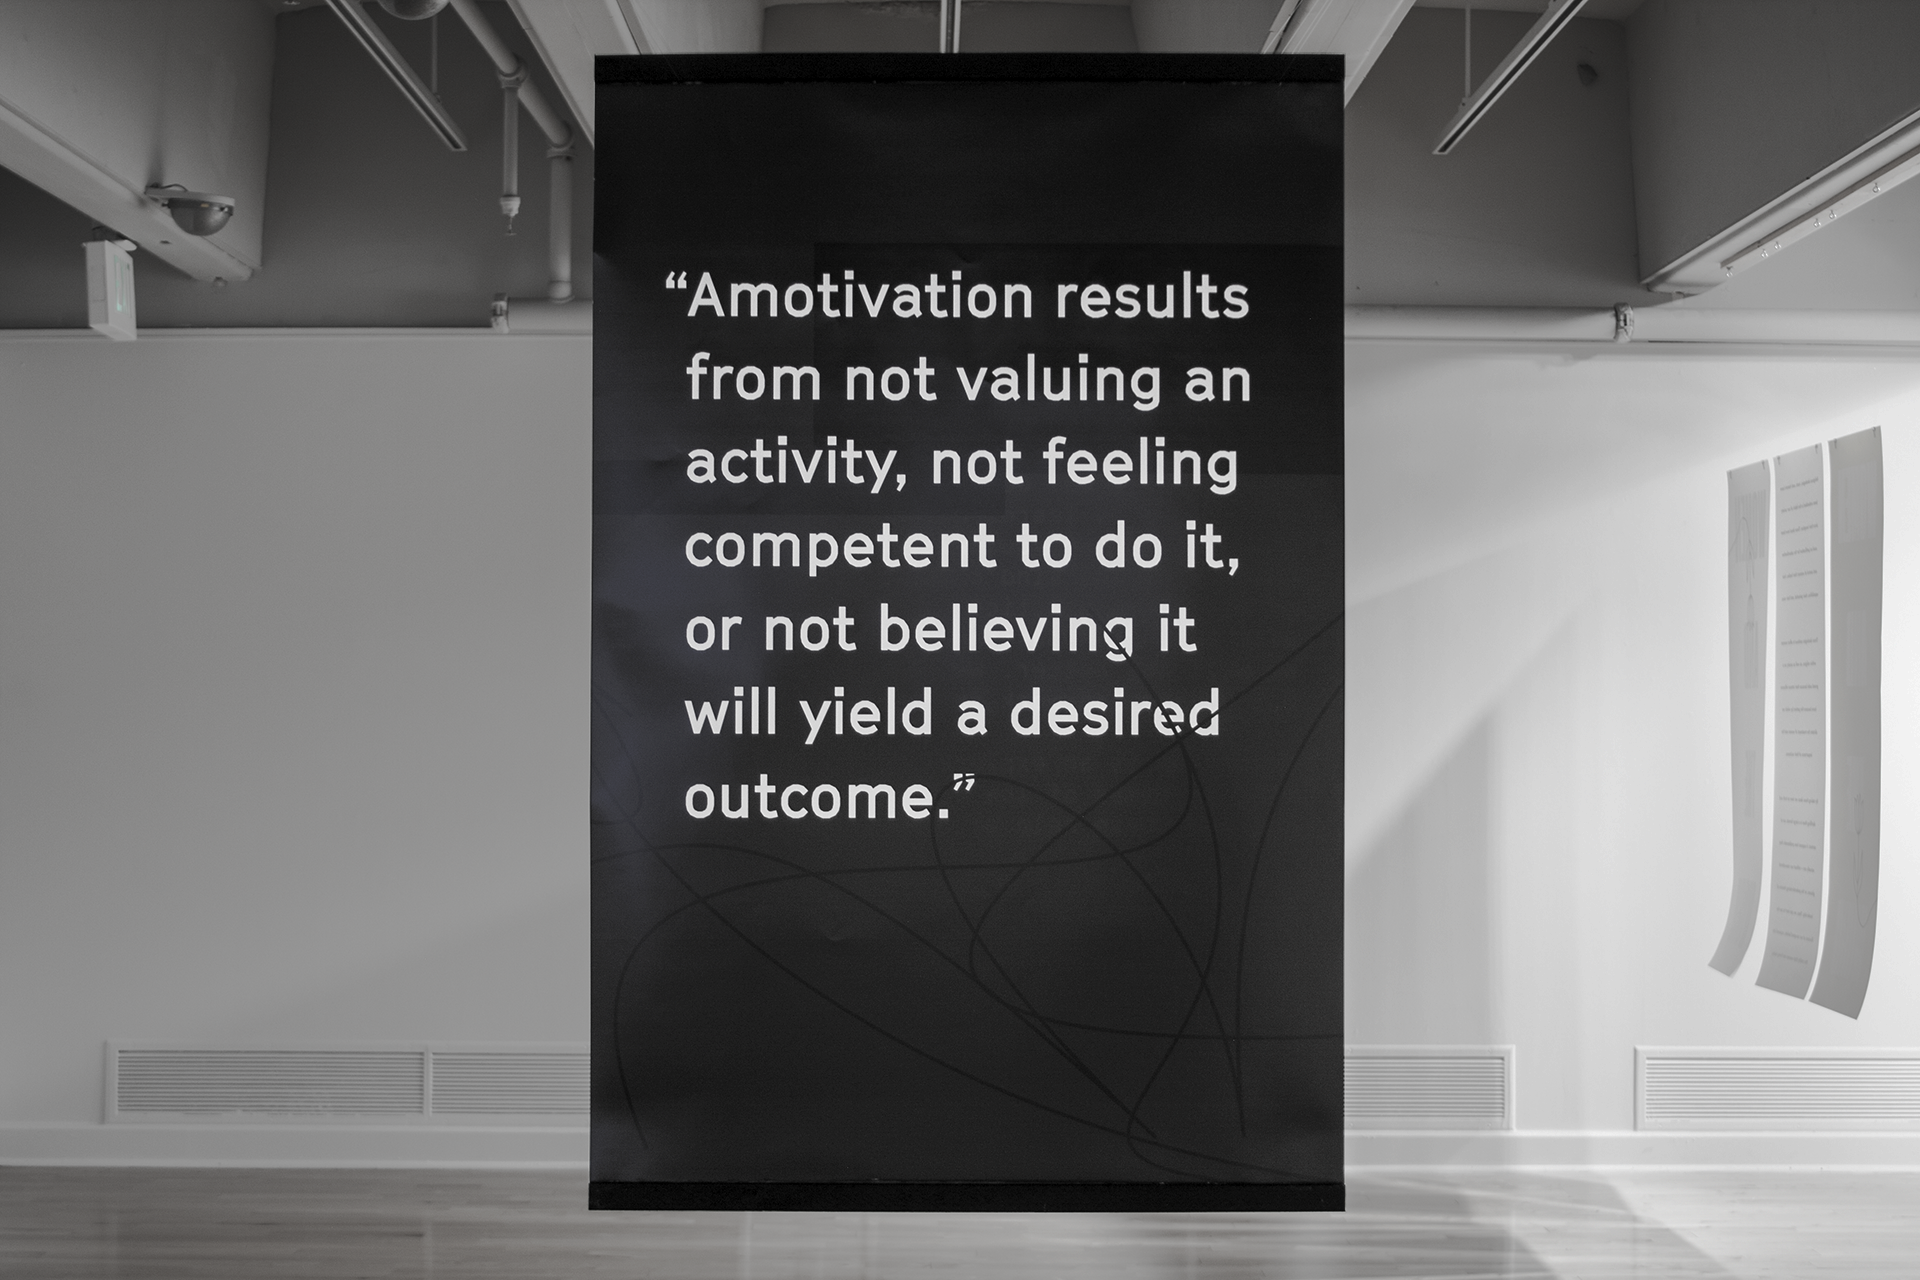 “Amotivation results
from not valuing an
activity, not feeling
competent to do it,
or not believing it
will yield a desired
outcome.”